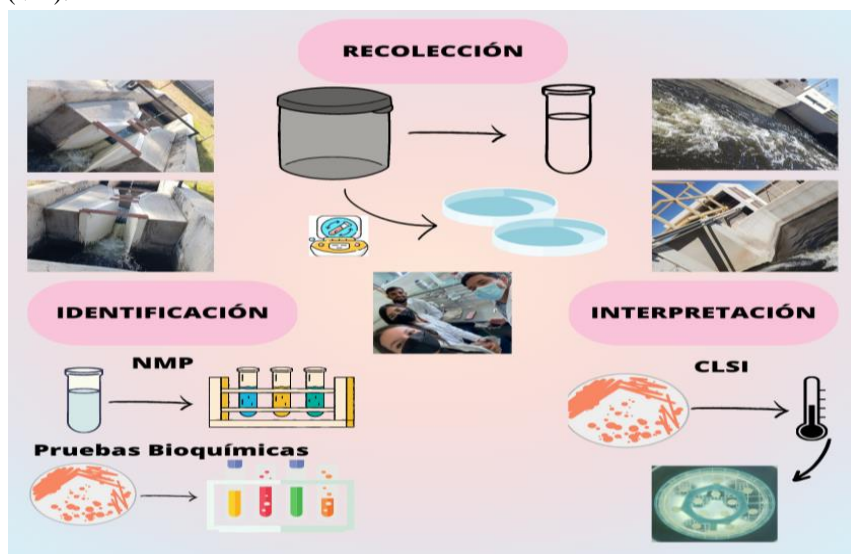 RECOLECCIÓN
IDENTIFICACIÓN
INTERPRETACIÓN
NMP
CLSI
Pruebas Bioquímicas